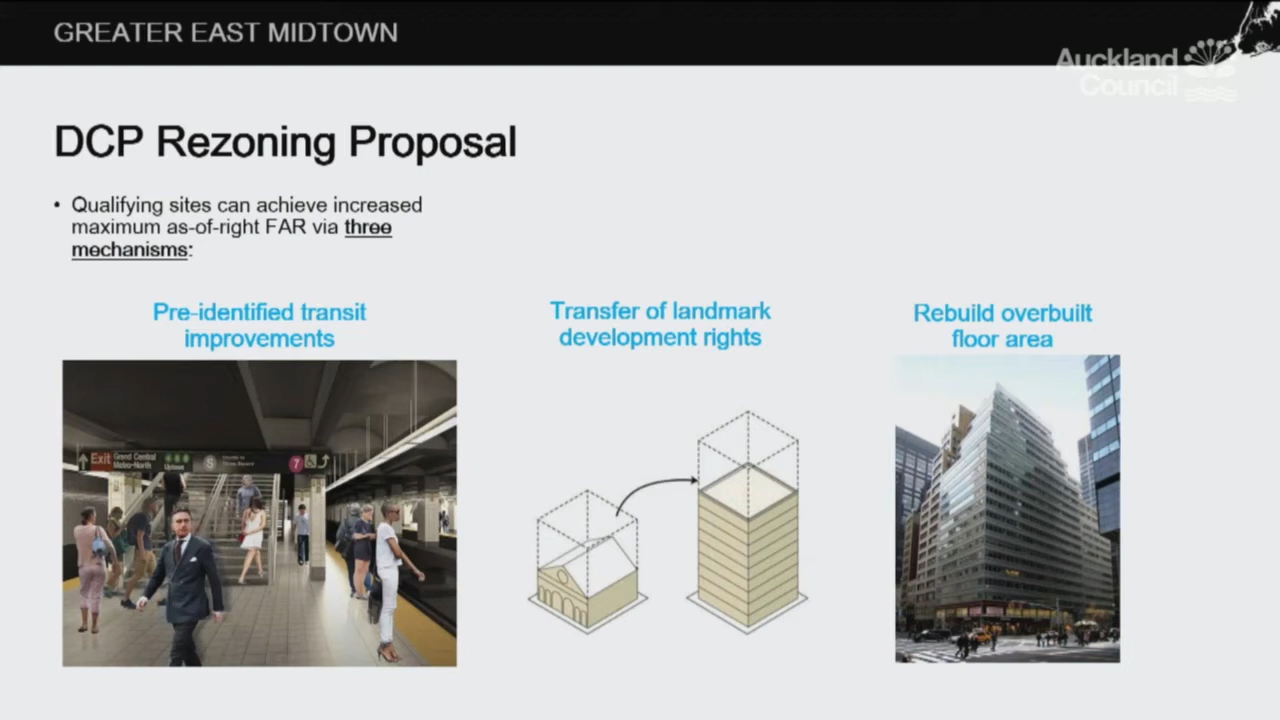 GREATER EAST MIDTOWN
Auckland
Council
DCP Rezoning Proposal
• Qualifying sites can achieve increased
maximum as-of-right FAR via three
mechanisms:
Pre-identified transit
improvements
Transfer of landmark
development rights
Rebuild overbuilt
floor area
Exit
Grand Central
Metro-North
Uptown
S
7